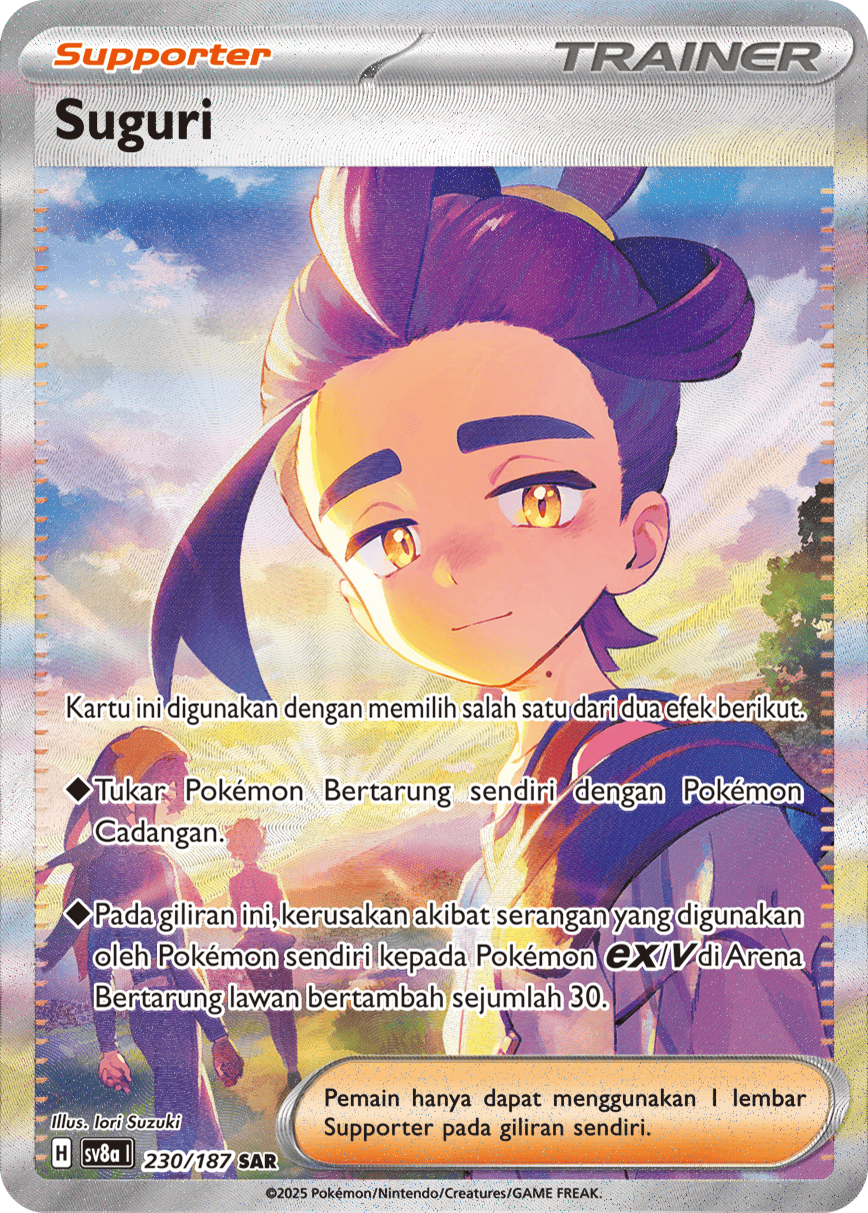 Supporter
TRAINER
Suguri
Kartu ini digunakan dengan memilih salah satu dari dua efek berikut.
◆Tukar Pokémon Bertarung sendiri dengan Pokémon
Cadangan.
◆Pada giliran ini, kerusakan akibat serangan yang digunakan
oleh Pokémon sendiri kepada Pokémon ex/V di Arena
Bertarung lawan bertambah sejumlah 30.
Pemain hanya dapat menggunakan 1 lembar
Supporter pada giliran sendiri.
Illus. Iori Suzuki
H sv8a I 230/187 SAR
©2025 Pokémon/Nintendo/Creatures/GAME FREAK.